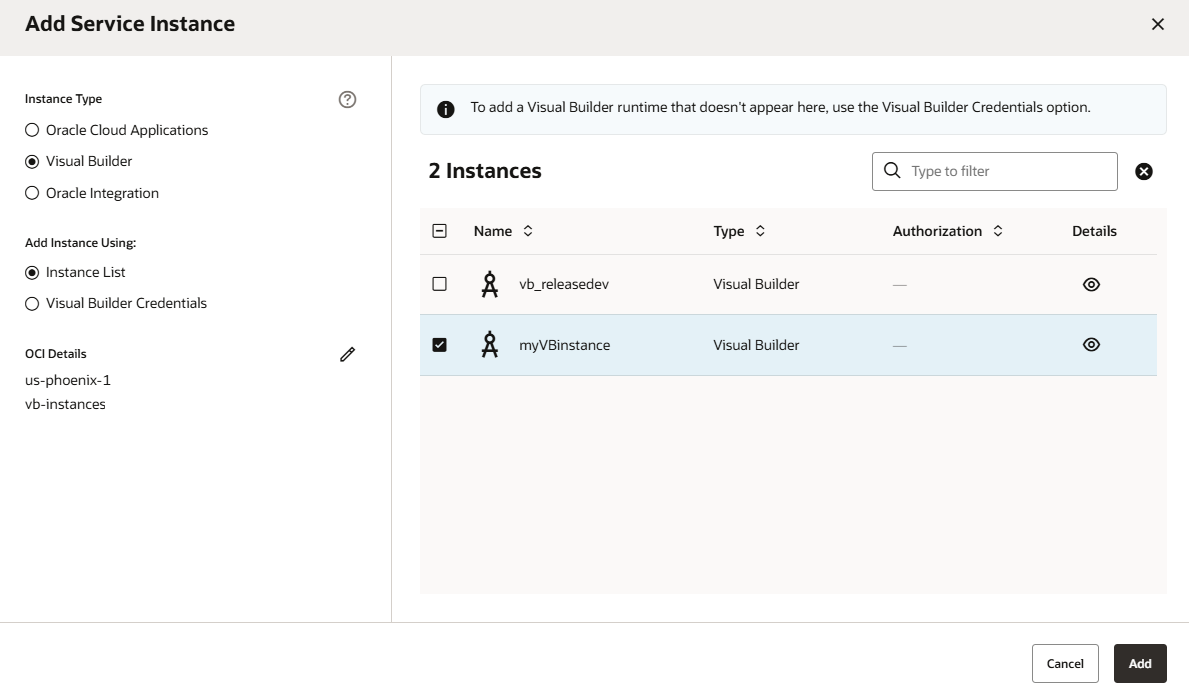 Add Service Instance
Instance Type
Oracle Cloud Applications
Visual Builder
Oracle Integration
Add Instance Using:
Instance List
Visual Builder Credentials
OCI Details
us-phoenix-1
vb-instances
To add a Visual Builder runtime that doesn't appear here, use the Visual Builder Credentials option.
2 Instances
Type to filter
Name Type Authorization Details
vb_releasedev Visual Builder —
myVBinstance Visual Builder —
Cancel Add